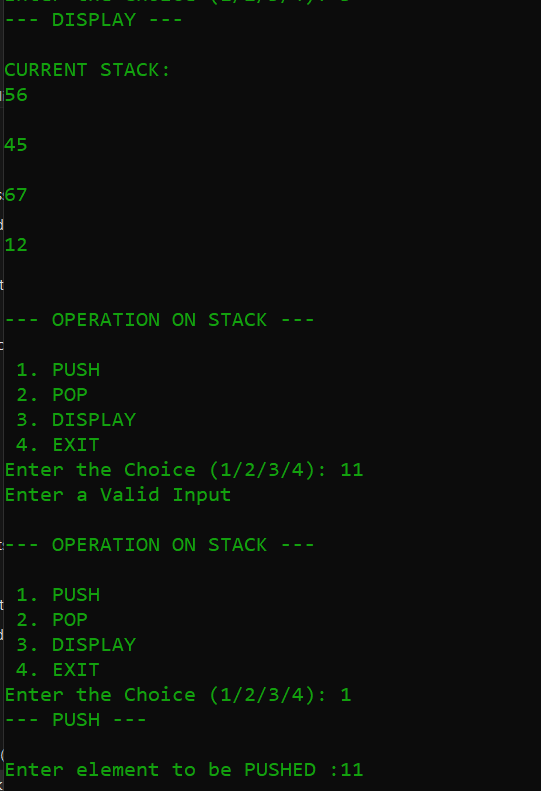 --- DISPLAY ---
CURRENT STACK:
56
45
67
12
--- OPERATION ON STACK ---
1. PUSH
2. POP
3. DISPLAY
4. EXIT
Enter the Choice (1/2/3/4): 11
Enter a Valid Input
--- OPERATION ON STACK ---
1. PUSH
2. POP
3. DISPLAY
4. EXIT
Enter the Choice (1/2/3/4): 1
--- PUSH ---
Enter element to be PUSHED :11